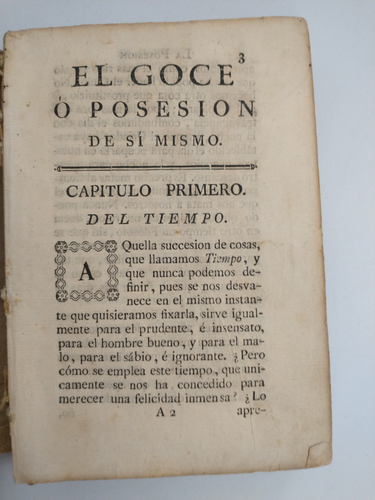 3
EL GOCE
Ó POSESION
DE SÍ MISMO.
CAPITULO PRIMERO.
DEL TIEMPO.
AQuella succesion de cosas,
que llamamos Tiempo, y
que nunca podemos de-
finir, pues se nos desva-
nece en el mismo instan-
te que quisieramos fixarla, sirve igual-
mente para el prudente, é insensato,
para el hombre bueno, y para el ma-
lo, para el sábio, é ignorante. ¿Pero
cómo se emplea este tiempo, que uni-
camente se nos ha concedido para
merecer una felicidad inmensa? ¿Lo
A 2 apre-